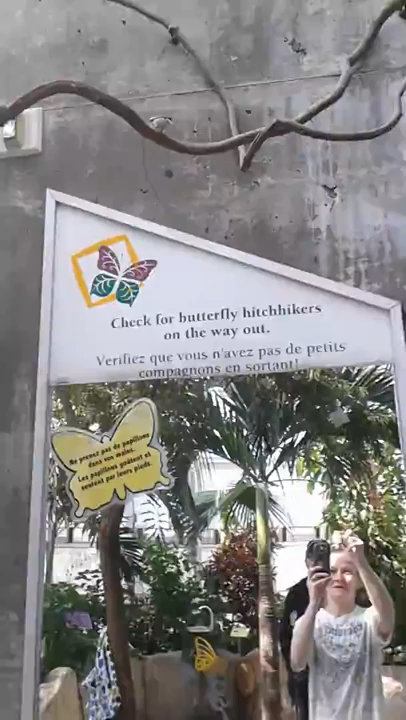 Check for butterfly hitchhikers
on the way out.
Verifiez que vous n'avez pas de petits
compagnons en sortant!
Ne prenez pas de papillons
dans vos mains.
Les papillons goûtent et
sentent par leurs pieds.